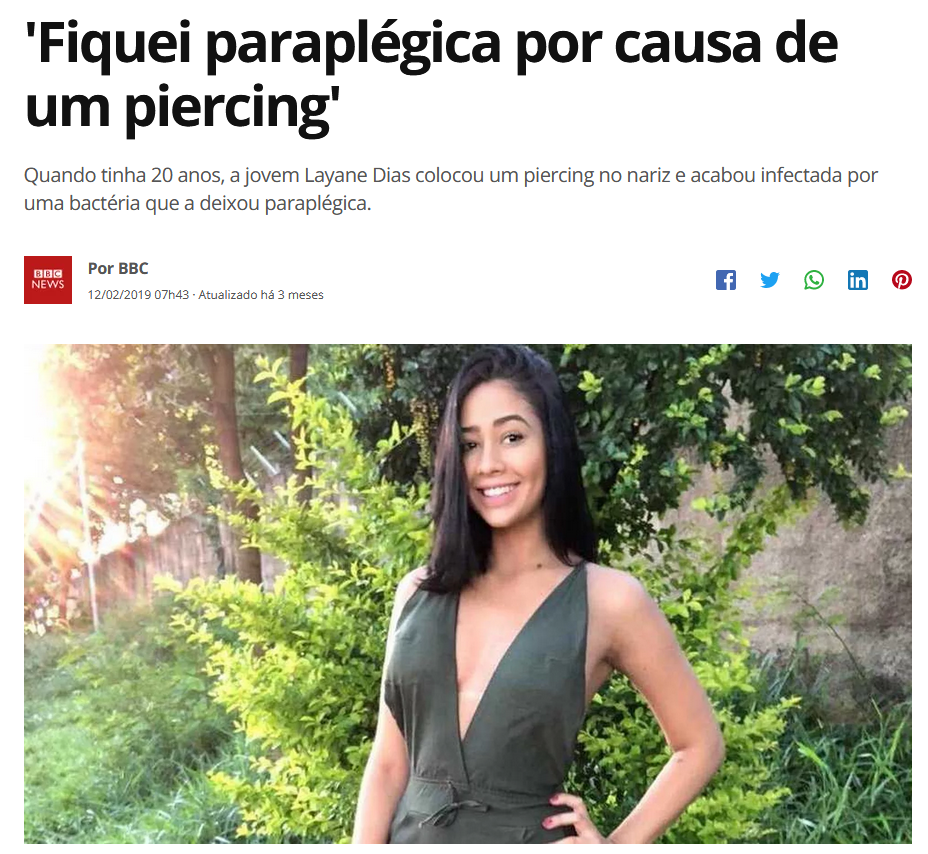 'Fiquei paraplégica por causa de
um piercing'
Quando tinha 20 anos, a jovem Layane Dias colocou um piercing no nariz e acabou infectada por
uma bactéria que a deixou paraplégica.
BBC
NEWS
Por BBC
12/02/2019 07h43 · Atualizado há 3 meses